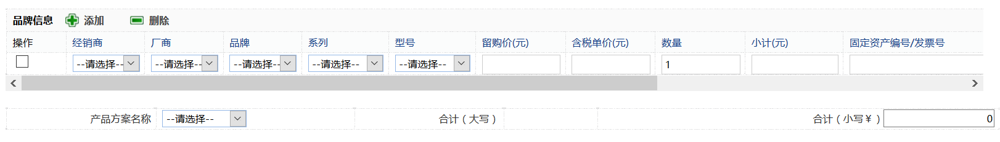 品牌信息 添加 删除
操作 经销商 厂商 品牌 系列 型号 留购价(元) 含税单价(元) 数量 小计(元) 固定资产编号/发票号
--请选择-- --请选择-- --请选择-- --请选择-- --请选择-- 1
产品方案名称 --请选择-- 合计（大写） 合计（小写￥） 0